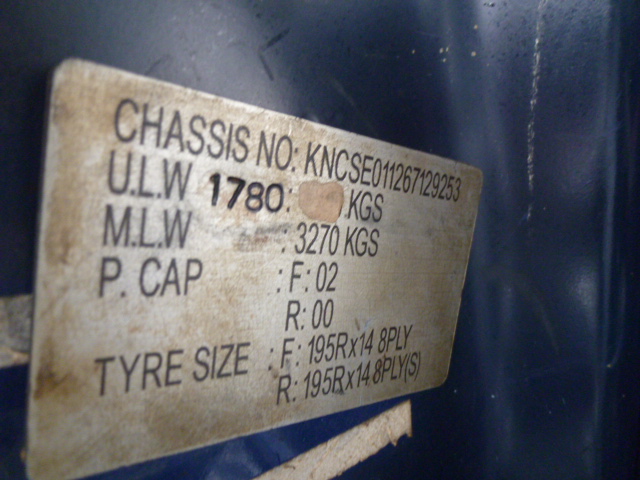 CHASSIS NO: KNCSE011267129253
U.L.W 1780: .KGS
M.L.W : 3270 KGS
P. CAP : F: 02
R: 00
TYRE SIZE : F: 195Rx14 8PLY
R: 195Rx14 8PLY(S)